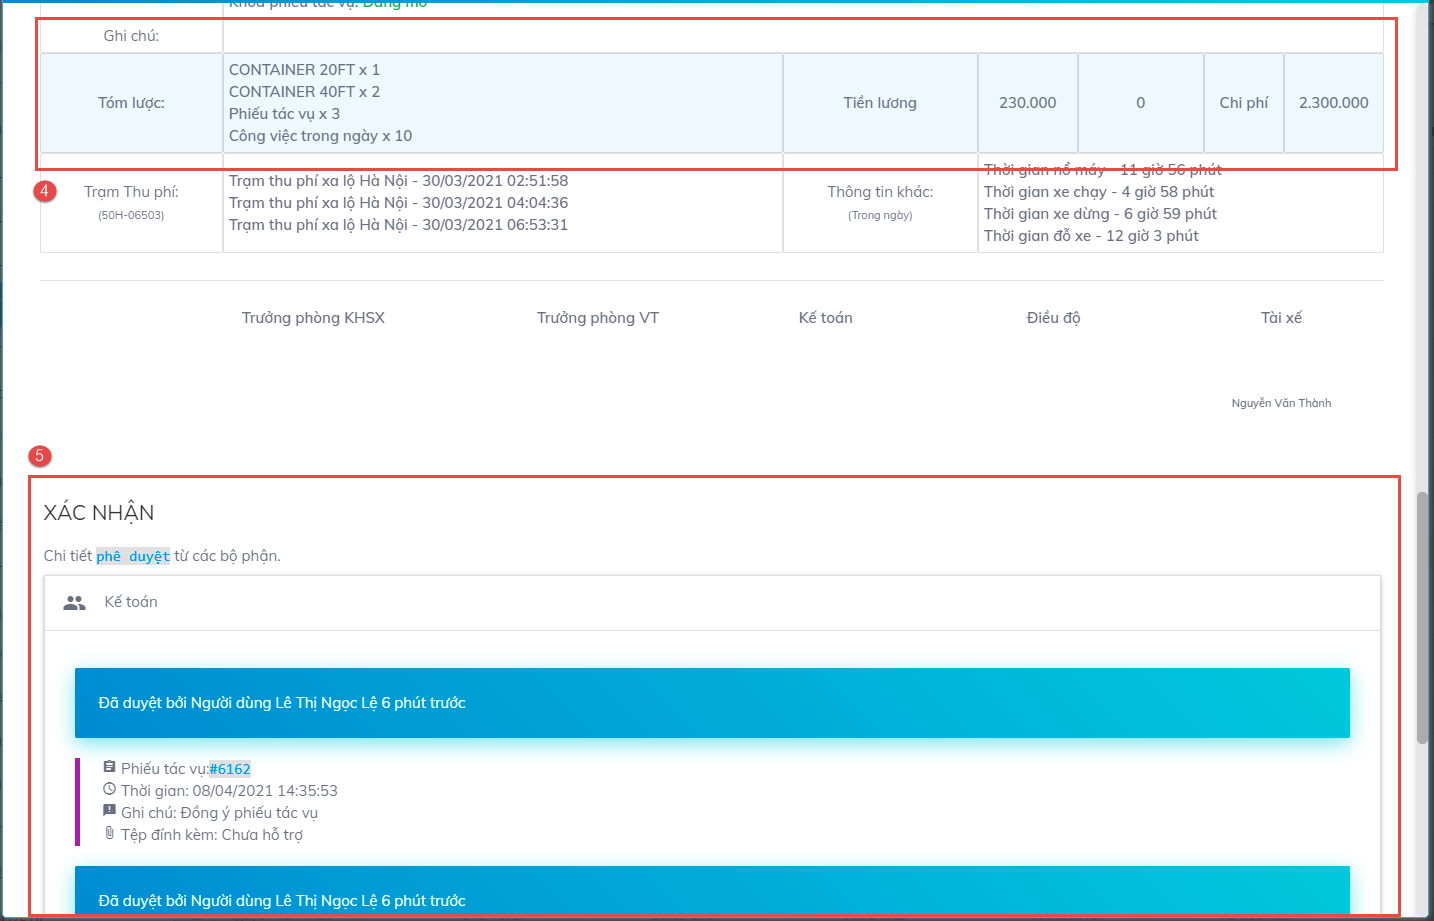 Khóa phiếu tác vụ: Đang mở
Ghi chú:
Tóm lược:
CONTAINER 20FT x 1
CONTAINER 40FT x 2
Phiếu tác vụ x 3
Công việc trong ngày x 10
Tiền lương
230.000
0
Chi phí
2.300.000
4
Trạm Thu phí:
(50H-06503)
Trạm thu phí xa lộ Hà Nội - 30/03/2021 02:51:58
Trạm thu phí xa lộ Hà Nội - 30/03/2021 04:04:36
Trạm thu phí xa lộ Hà Nội - 30/03/2021 06:53:31
Thông tin khác:
(Trong ngày)
Thời gian nổ máy - 11 giờ 56 phút
Thời gian xe chạy - 4 giờ 58 phút
Thời gian xe dừng - 6 giờ 59 phút
Thời gian đỗ xe - 12 giờ 3 phút
Trưởng phòng KHSX
Trưởng phòng VT
Kế toán
Điều độ
Tài xế
Nguyễn Văn Thành
5
XÁC NHẬN
Chi tiết phê duyệt từ các bộ phận.
Kế toán
Đã duyệt bởi Người dùng Lê Thị Ngọc Lệ 6 phút trước
Phiếu tác vụ:#6162
Thời gian: 08/04/2021 14:35:53
Ghi chú: Đồng ý phiếu tác vụ
Tệp đính kèm: Chưa hỗ trợ
Đã duyệt bởi Người dùng Lê Thị Ngọc Lệ 6 phút trước